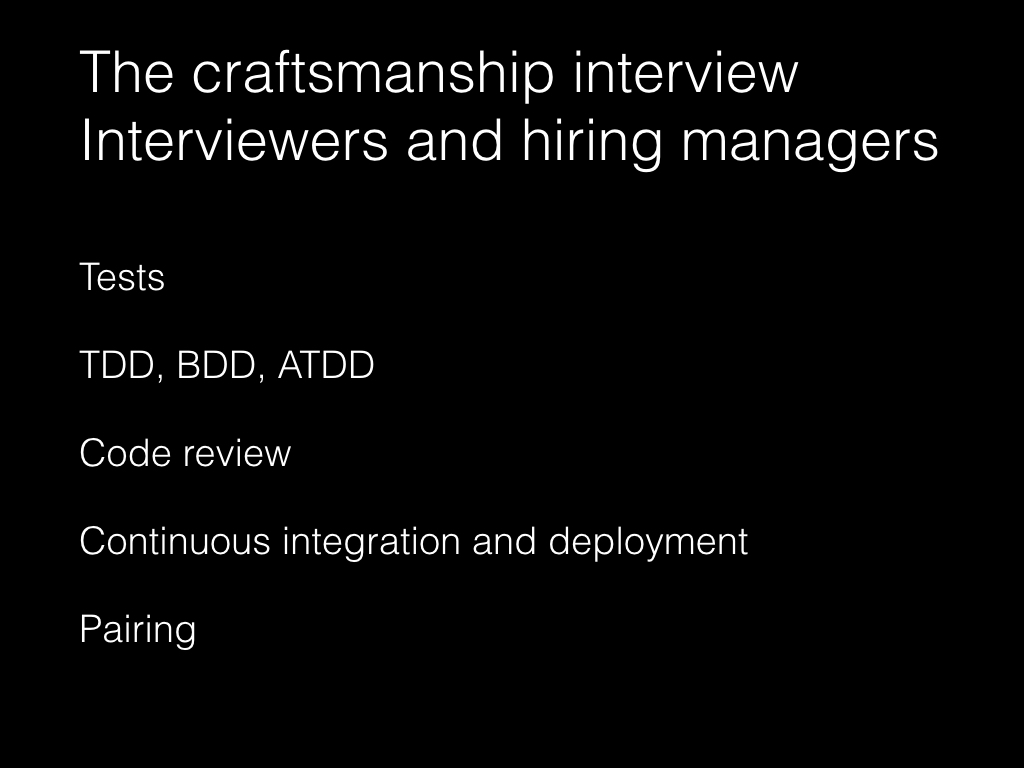 The craftsmanship interview
Interviewers and hiring managers
Tests
TDD, BDD, ATDD
Code review
Continuous integration and deployment
Pairing